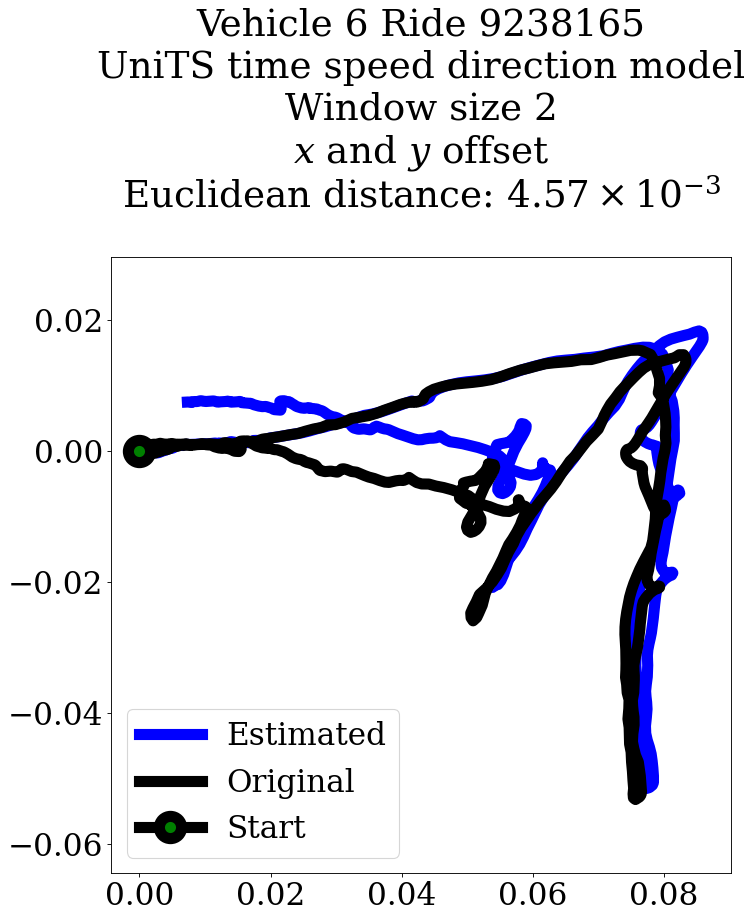 Vehicle 6 Ride 9238165
UniTS time speed direction model
Window size 2
x and y offset
Euclidean distance: 4.57 × 10⁻³
0.02
0.00
−0.02
−0.04
−0.06
Estimated
Original
Start
0.00 0.02 0.04 0.06 0.08